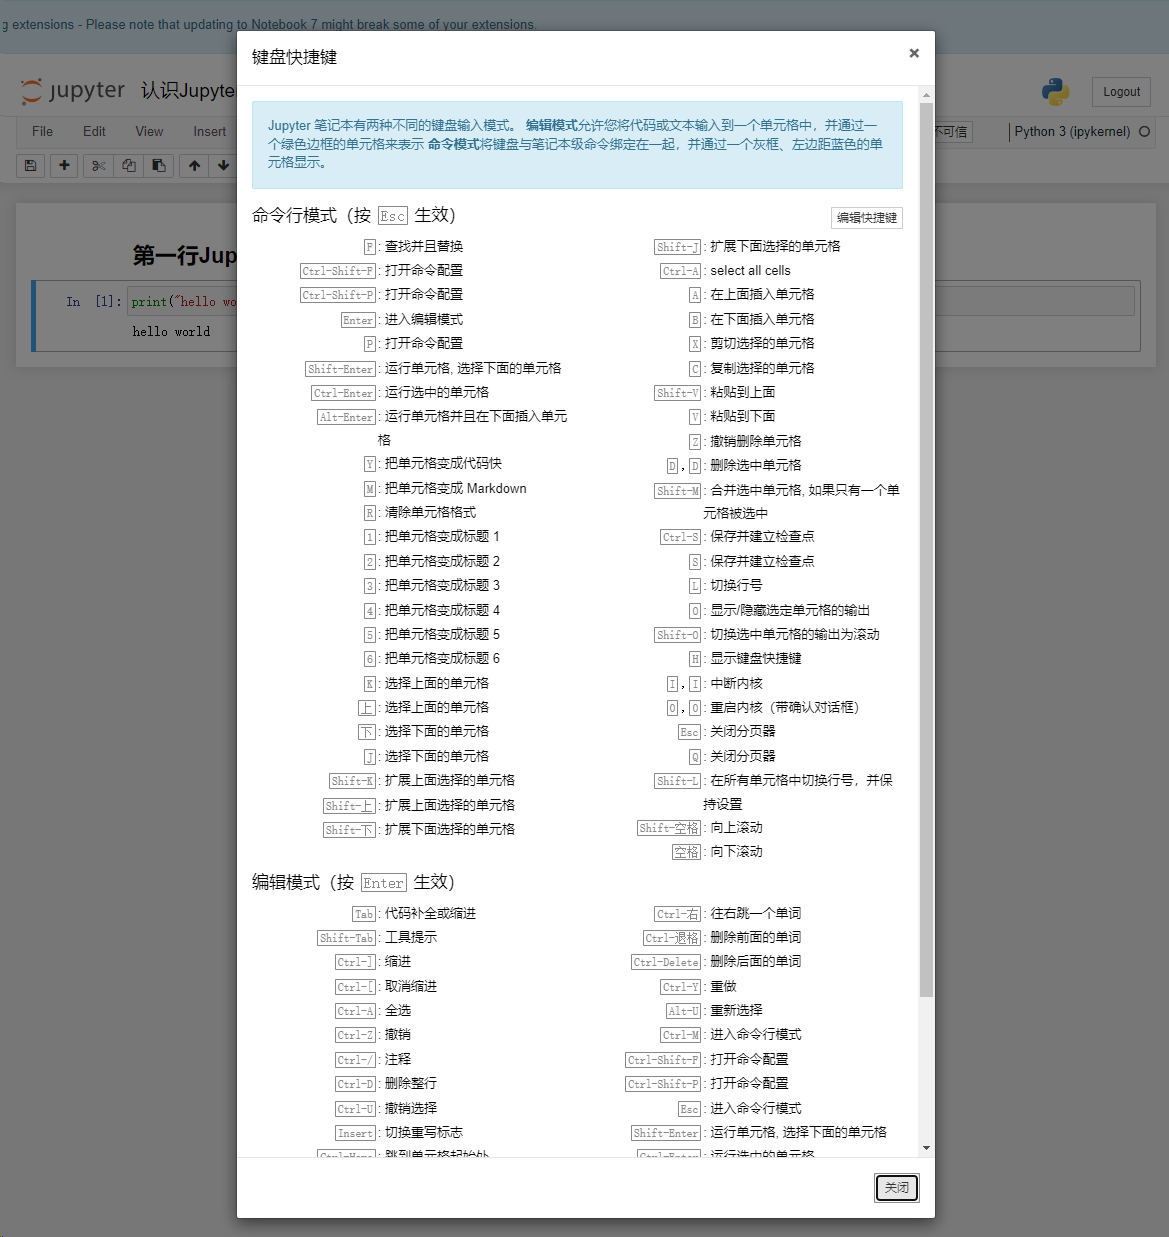 g extensions - Please note that updating to Notebook 7 might break some of your extensions.
jupyter 认识Jupyte
Logout
File Edit View Insert
不可信 Python 3 (ipykernel)
第一行Jup
In [1]: print("hello wo
hello world
键盘快捷键 ×
Jupyter 笔记本有两种不同的键盘输入模式。 编辑模式允许您将代码或文本输入到一个单元格中，并通过一
个绿色边框的单元格来表示 命令模式将键盘与笔记本级命令绑定在一起，并通过一个灰框、左边距蓝色的单
元格显示。
命令行模式（按 Esc 生效）
编辑快捷键
F : 查找并且替换
Ctrl-Shift-F : 打开命令配置
Ctrl-Shift-P : 打开命令配置
Enter : 进入编辑模式
P : 打开命令配置
Shift-Enter : 运行单元格, 选择下面的单元格
Ctrl-Enter : 运行选中的单元格
Alt-Enter : 运行单元格并且在下面插入单元
格
Y : 把单元格变成代码快
M : 把单元格变成 Markdown
R : 清除单元格格式
1 : 把单元格变成标题 1
2 : 把单元格变成标题 2
3 : 把单元格变成标题 3
4 : 把单元格变成标题 4
5 : 把单元格变成标题 5
6 : 把单元格变成标题 6
K : 选择上面的单元格
上 : 选择上面的单元格
下 : 选择下面的单元格
J : 选择下面的单元格
Shift-K : 扩展上面选择的单元格
Shift-上 : 扩展上面选择的单元格
Shift-下 : 扩展下面选择的单元格
Shift-J : 扩展下面选择的单元格
Ctrl-A : select all cells
A : 在上面插入单元格
B : 在下面插入单元格
X : 剪切选择的单元格
C : 复制选择的单元格
Shift-V : 粘贴到上面
V : 粘贴到下面
Z : 撤销删除单元格
D , D : 删除选中单元格
Shift-M : 合并选中单元格, 如果只有一个单
元格被选中
Ctrl-S : 保存并建立检查点
S : 保存并建立检查点
L : 切换行号
O : 显示/隐藏选定单元格的输出
Shift-O : 切换选中单元格的输出为滚动
H : 显示键盘快捷键
I , I : 中断内核
0 , 0 : 重启内核（带确认对话框）
Esc : 关闭分页器
Q : 关闭分页器
Shift-L : 在所有单元格中切换行号，并保
持设置
Shift-空格 : 向上滚动
空格 : 向下滚动
编辑模式（按 Enter 生效）
Tab : 代码补全或缩进
Shift-Tab : 工具提示
Ctrl-] : 缩进
Ctrl-[ : 取消缩进
Ctrl-A : 全选
Ctrl-Z : 撤销
Ctrl-/ : 注释
Ctrl-D : 删除整行
Ctrl-U : 撤销选择
Insert : 切换重写标志
Ctrl-Home : 跳到单元格起始处
Ctrl-右 : 往右跳一个单词
Ctrl-退格 : 删除前面的单词
Ctrl-Delete : 删除后面的单词
Ctrl-Y : 重做
Alt-U : 重新选择
Ctrl-M : 进入命令行模式
Ctrl-Shift-F : 打开命令配置
Ctrl-Shift-P : 打开命令配置
Esc : 进入命令行模式
Shift-Enter : 运行单元格, 选择下面的单元格
Ctrl-Enter : 运行选中的单元格
关闭